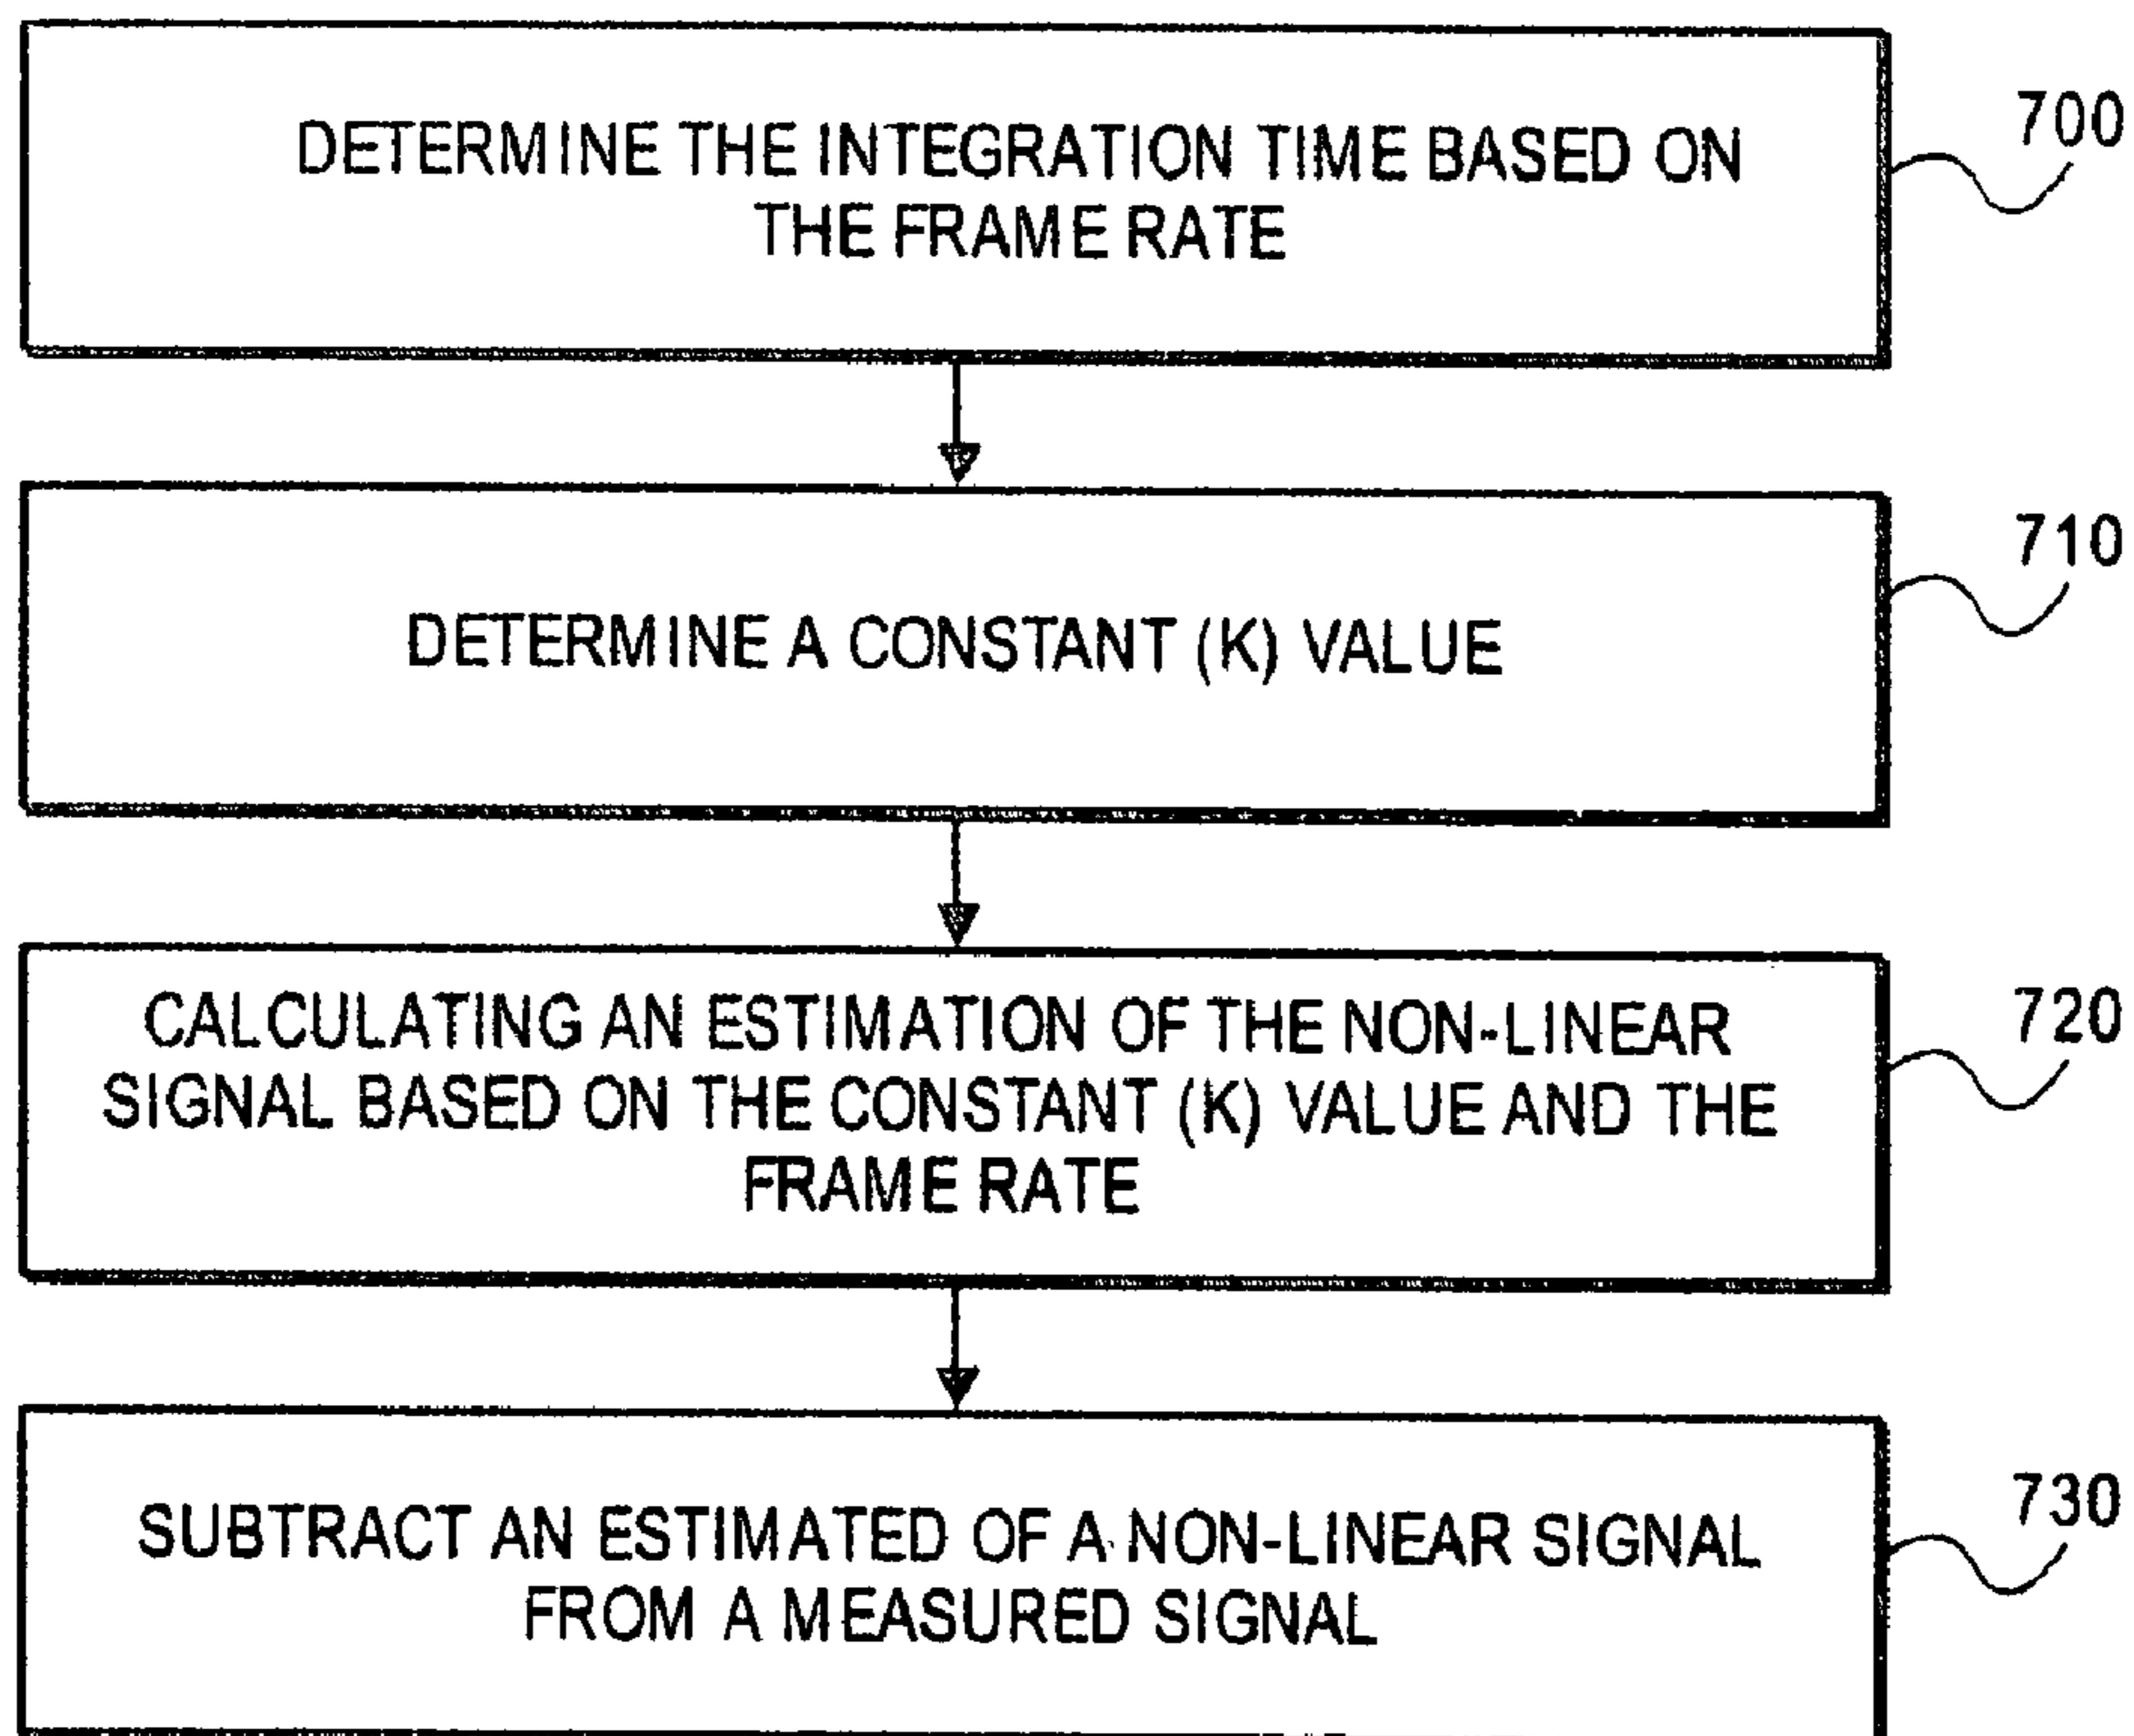 DETERMINE THE INTEGRATION TIME BASED ON
THE FRAME RATE
700
DETERMINE A CONSTANT (K) VALUE
710
CALCULATING AN ESTIMATION OF THE NON-LINEAR
SIGNAL BASED ON THE CONSTANT (K) VALUE AND THE
FRAME RATE
720
SUBTRACT AN ESTIMATED OF A NON-LINEAR SIGNAL
FROM A MEASURED SIGNAL
730